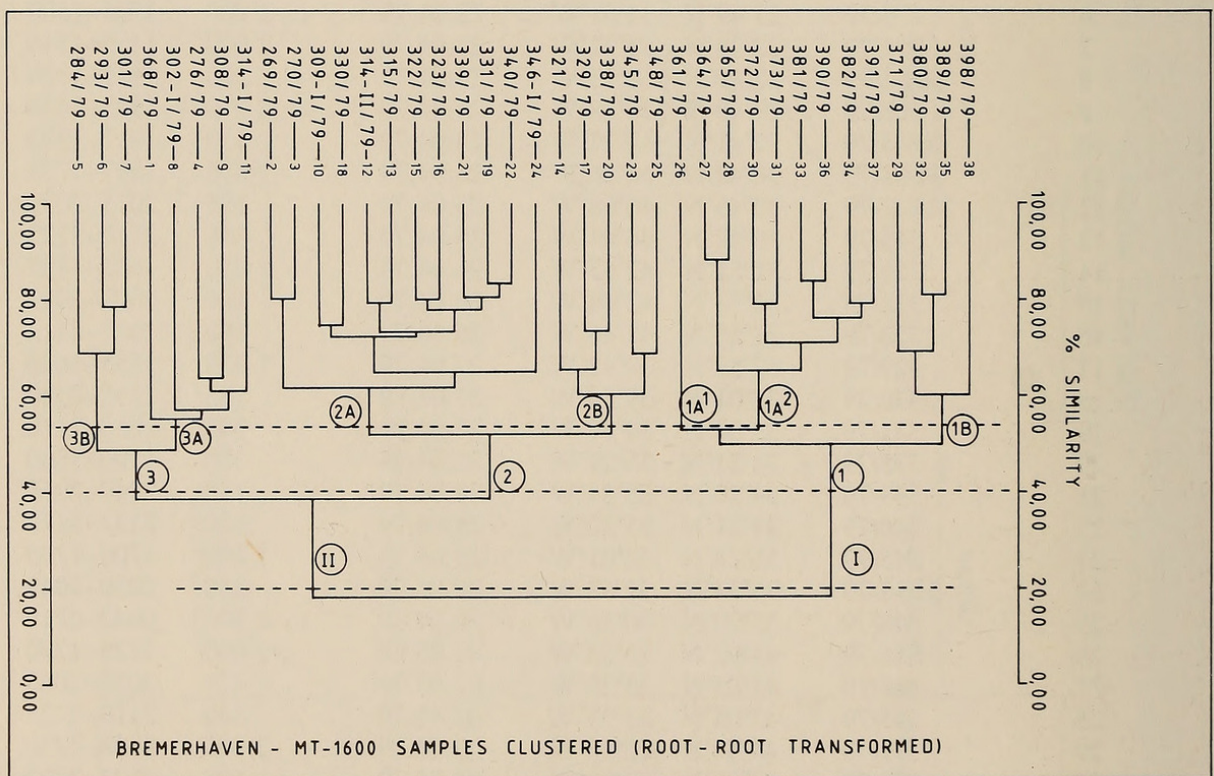 284/79 — 5
293/79 — 6
301/79 — 7
368/79 — 1
302-I/79 — 8
276/79 — 4
308/79 — 9
314-I/79 — 11
269/79 — 2
270/79 — 3
309-I/79 — 10
330/79 — 18
314-II/79 - 12
315/79 — 13
322/79 — 15
323/79 — 16
339/79 — 21
331/79 — 19
340/79 — 22
346-I/79 — 24
321/79 — 14
329/79 — 17
338/79 — 20
345/79 — 23
348/79 — 25
361/79 — 26
364/79 — 27
365/79 — 28
372/79 — 30
373/79 — 31
381/79 — 33
390/79 — 36
382/79 — 34
391/79 — 37
371/79 — 29
380/79 — 32
389/79 — 35
398/79 — 38
100,00
80,00
60,00
40,00
20,00
0,00
100,00
80,00
60,00
40,00
20,00
0,00
% SIMILARITY
3B
3A
2A
2B
1A¹
1A²
1B
3
2
1
II
I
BREMERHAVEN - MT-1600 SAMPLES CLUSTERED (ROOT-ROOT TRANSFORMED)